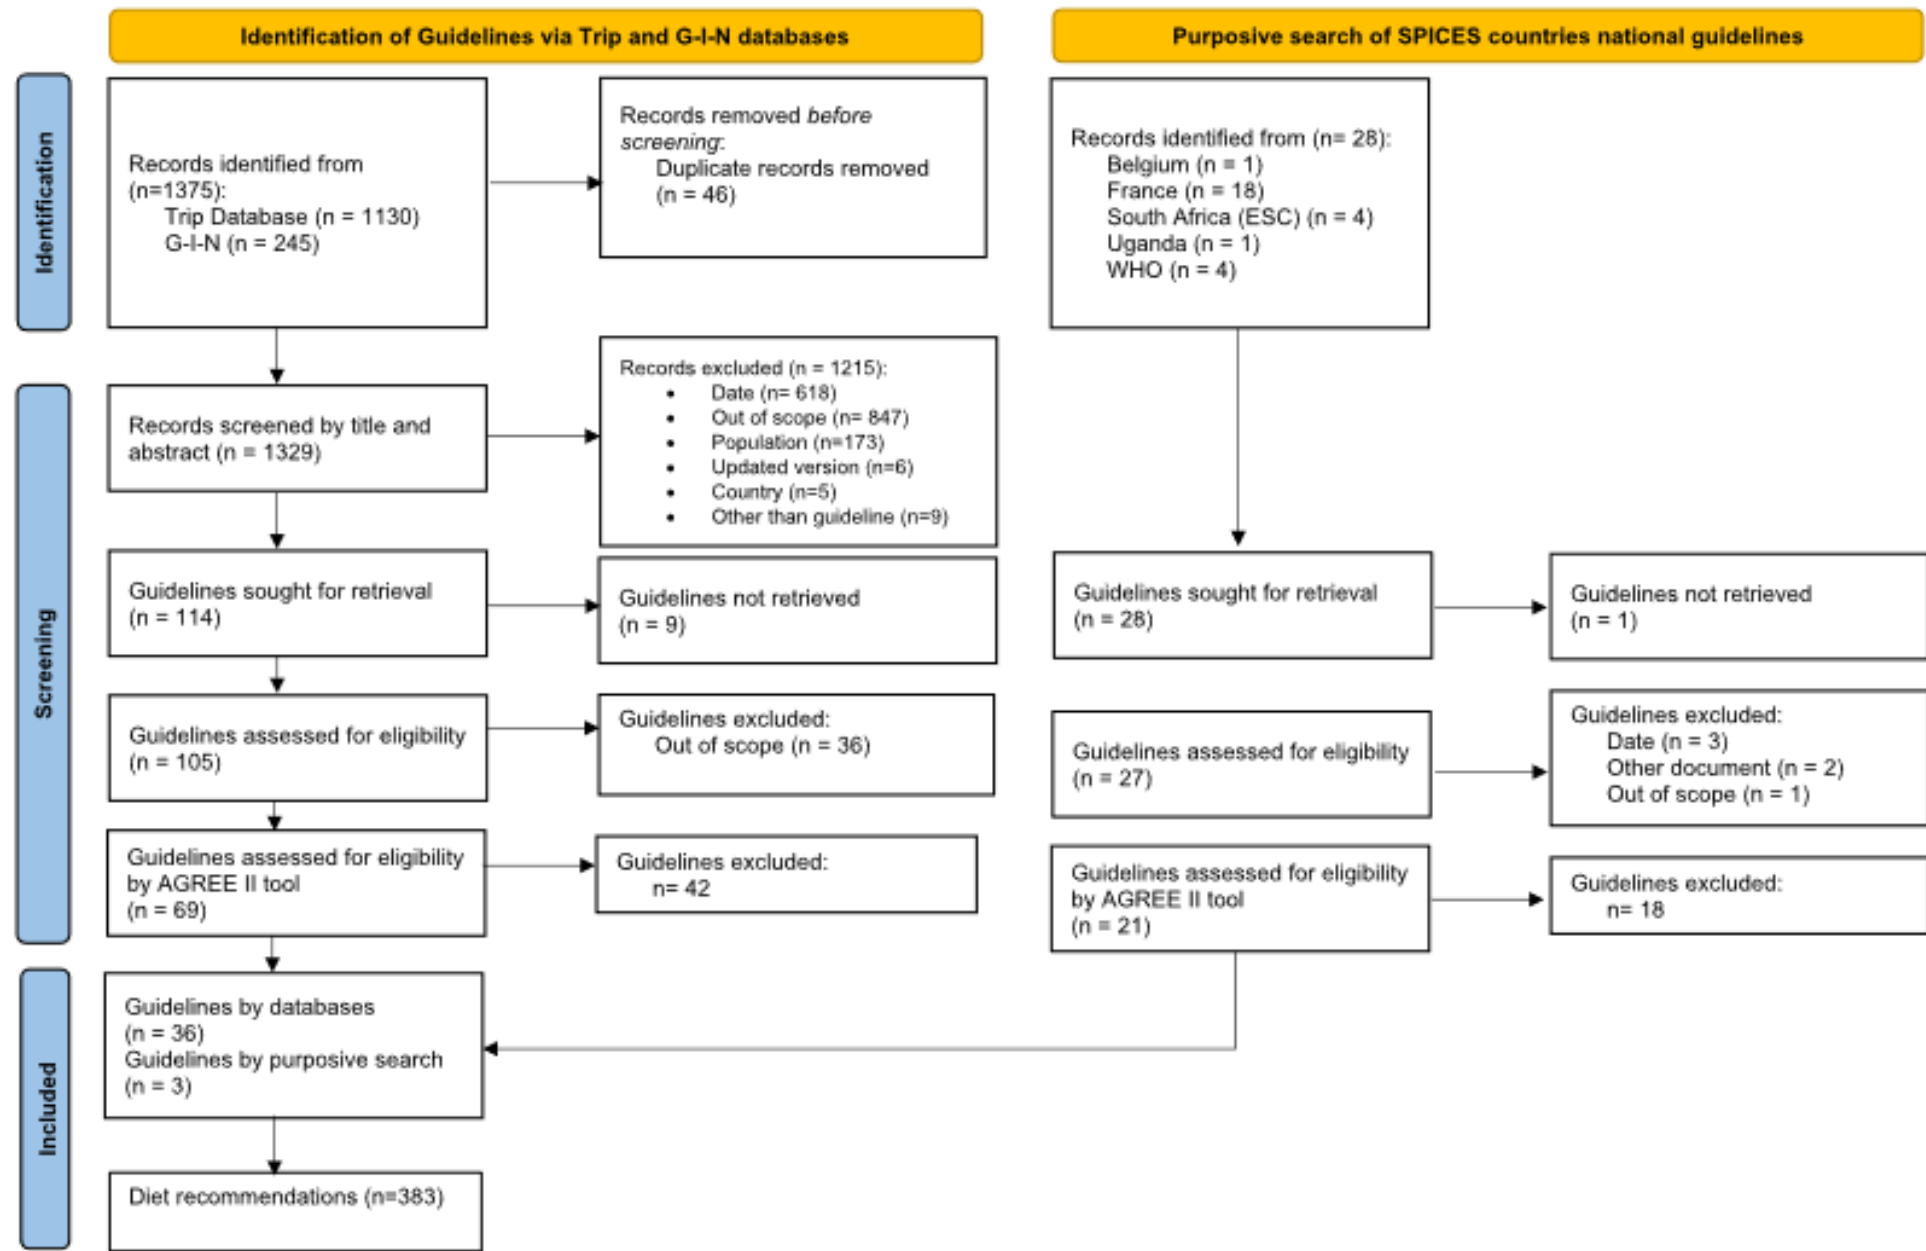 Identification of Guidelines via Trip and G-I-N databases
Purposive search of SPICES countries national guidelines
Identification
Records identified from
(n=1375):
Trip Database (n = 1130)
G-I-N (n = 245)
Records removed before
screening:
Duplicate records removed
(n = 46)
Records identified from (n= 28):
Belgium (n = 1)
France (n = 18)
South Africa (ESC) (n = 4)
Uganda (n = 1)
WHO (n = 4)
Screening
Records screened by title and
abstract (n = 1329)
Records excluded (n = 1215):
• Date (n= 618)
• Out of scope (n= 847)
• Population (n=173)
• Updated version (n=6)
• Country (n=5)
• Other than guideline (n=9)
Guidelines sought for retrieval
(n = 114)
Guidelines not retrieved
(n = 9)
Guidelines sought for retrieval
(n = 28)
Guidelines not retrieved
(n = 1)
Guidelines assessed for eligibility
(n = 105)
Guidelines excluded:
Out of scope (n = 36)
Guidelines assessed for eligibility
(n = 27)
Guidelines excluded:
Date (n = 3)
Other document (n = 2)
Out of scope (n = 1)
Guidelines assessed for eligibility
by AGREE II tool
(n = 69)
Guidelines excluded:
n= 42
Guidelines assessed for eligibility
by AGREE II tool
(n = 21)
Guidelines excluded:
n= 18
Included
Guidelines by databases
(n = 36)
Guidelines by purposive search
(n = 3)
Diet recommendations (n=383)